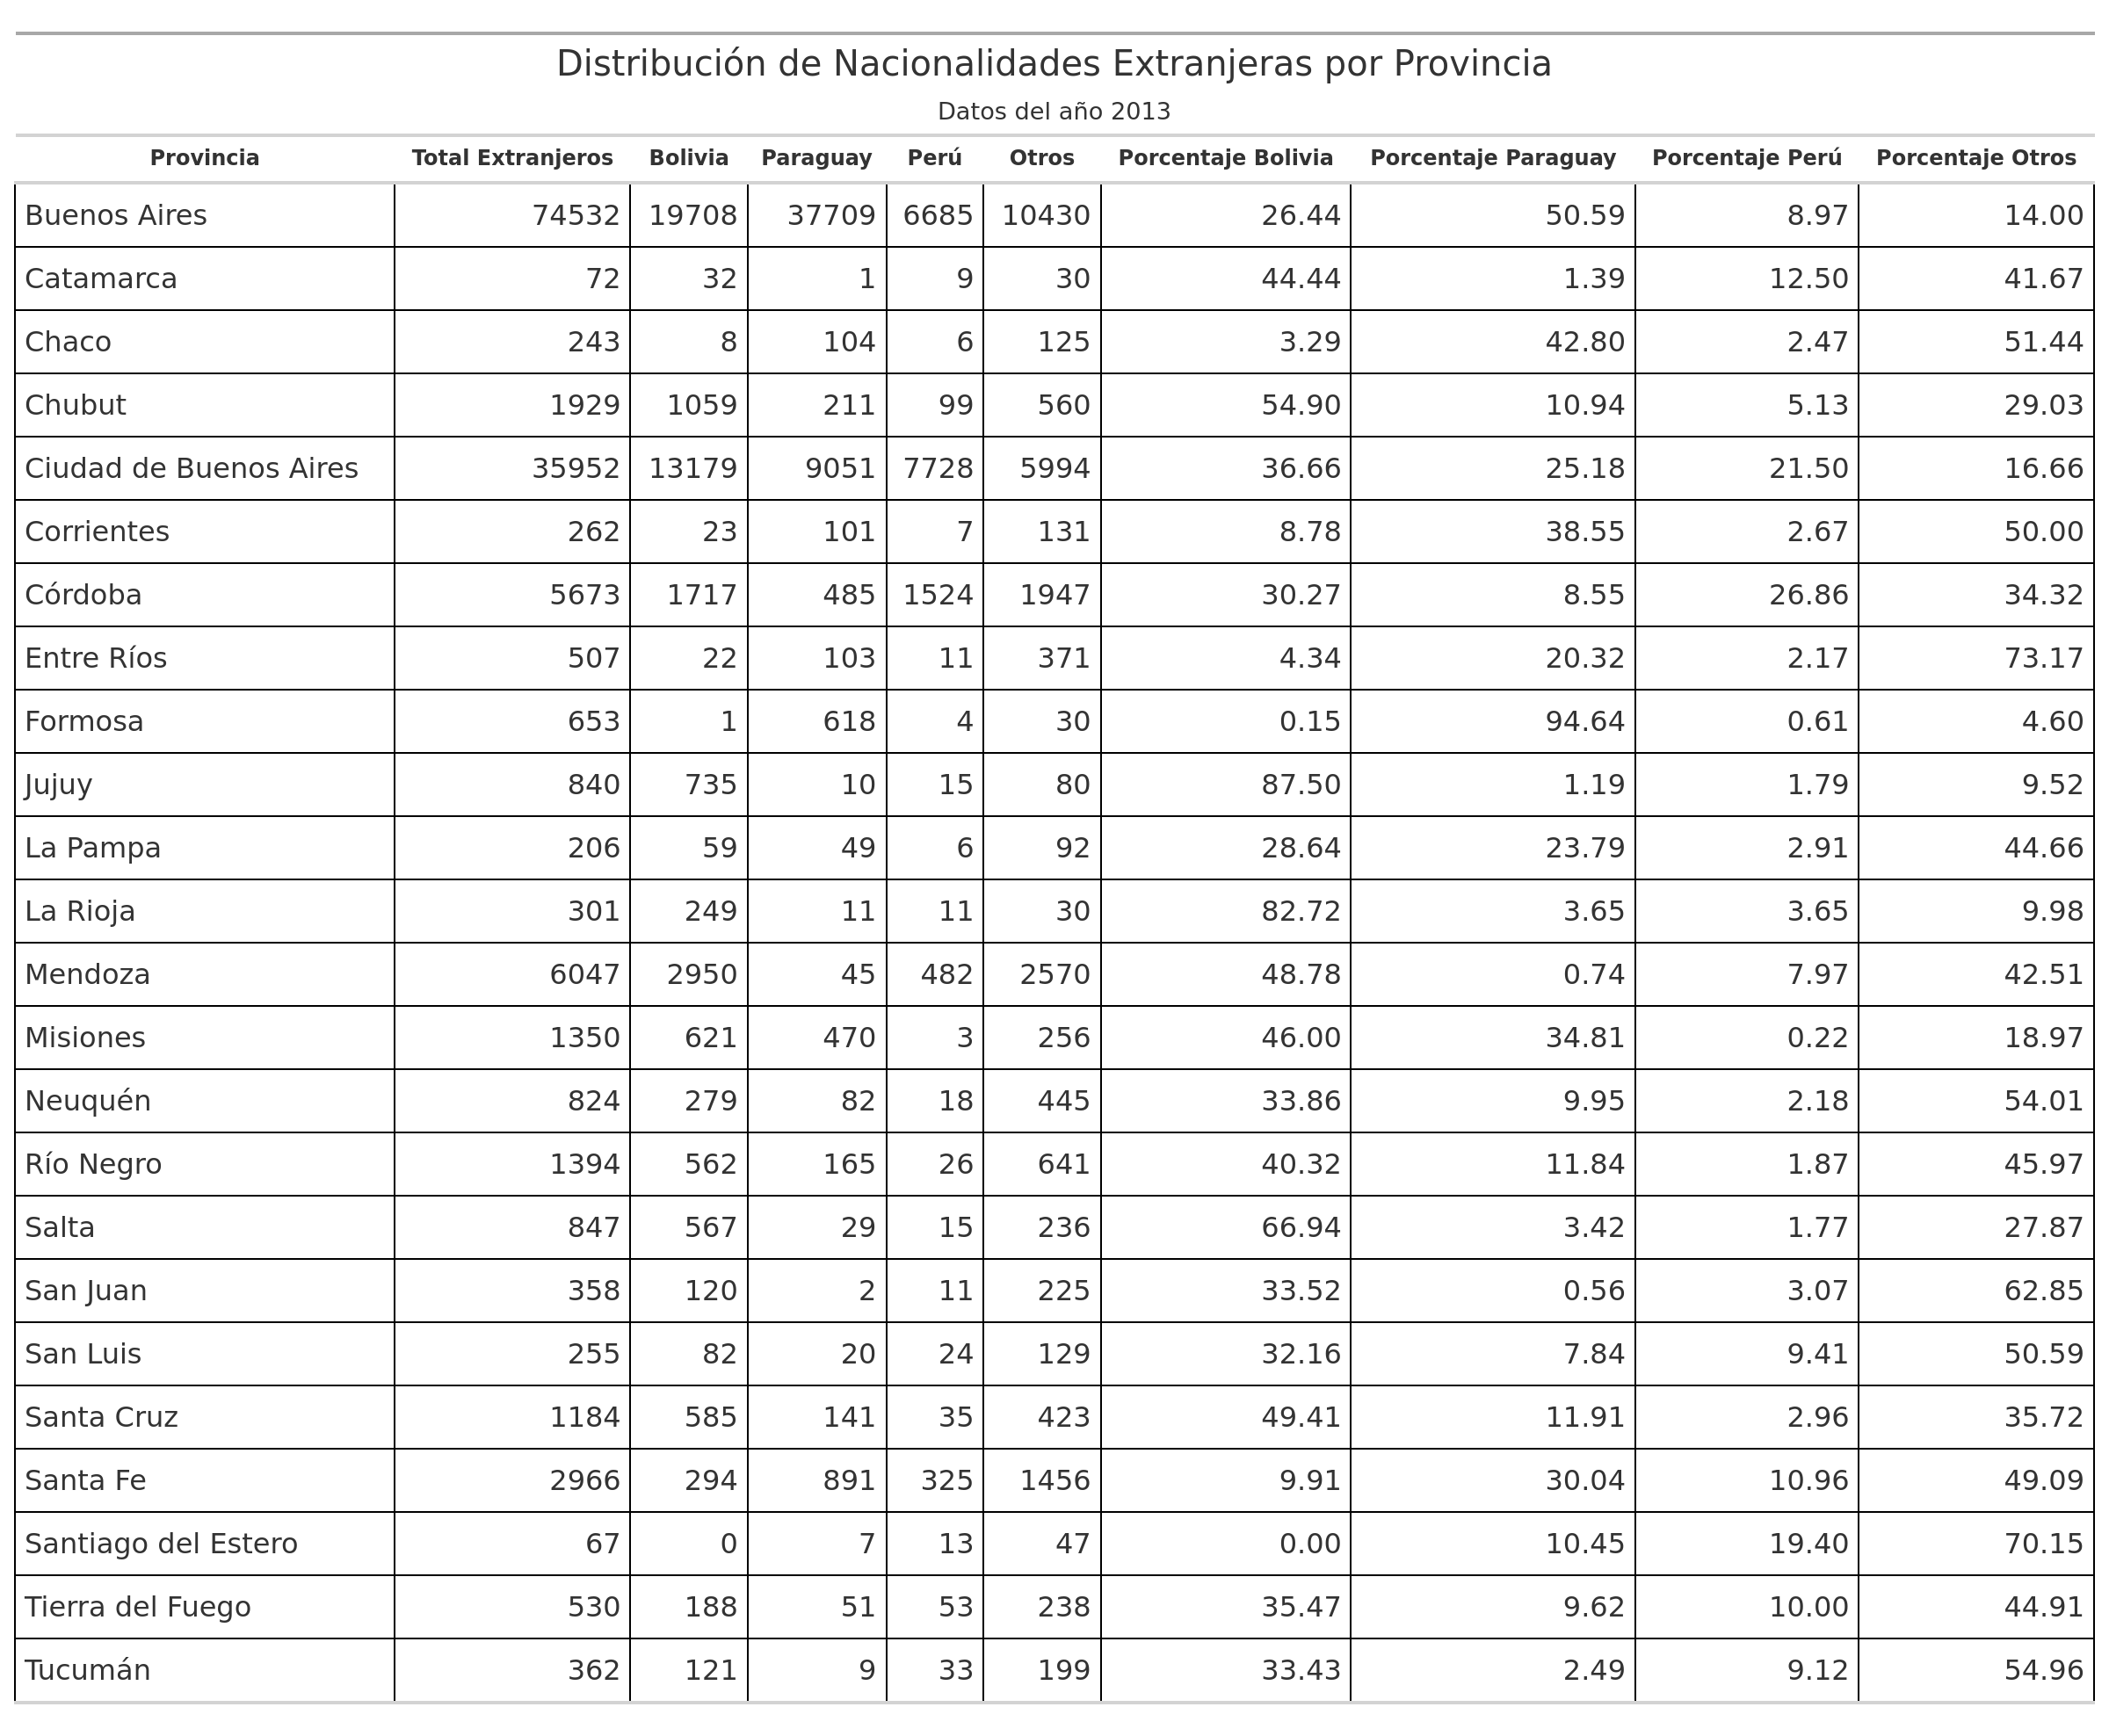 Distribución de Nacionalidades Extranjeras por Provincia
Datos del año 2013
Provincia Total Extranjeros Bolivia Paraguay Perú Otros Porcentaje Bolivia Porcentaje Paraguay Porcentaje Perú Porcentaje Otros
Buenos Aires 74532 19708 37709 6685 10430 26.44 50.59 8.97 14.00
Catamarca 72 32 1 9 30 44.44 1.39 12.50 41.67
Chaco 243 8 104 6 125 3.29 42.80 2.47 51.44
Chubut 1929 1059 211 99 560 54.90 10.94 5.13 29.03
Ciudad de Buenos Aires 35952 13179 9051 7728 5994 36.66 25.18 21.50 16.66
Corrientes 262 23 101 7 131 8.78 38.55 2.67 50.00
Córdoba 5673 1717 485 1524 1947 30.27 8.55 26.86 34.32
Entre Ríos 507 22 103 11 371 4.34 20.32 2.17 73.17
Formosa 653 1 618 4 30 0.15 94.64 0.61 4.60
Jujuy 840 735 10 15 80 87.50 1.19 1.79 9.52
La Pampa 206 59 49 6 92 28.64 23.79 2.91 44.66
La Rioja 301 249 11 11 30 82.72 3.65 3.65 9.98
Mendoza 6047 2950 45 482 2570 48.78 0.74 7.97 42.51
Misiones 1350 621 470 3 256 46.00 34.81 0.22 18.97
Neuquén 824 279 82 18 445 33.86 9.95 2.18 54.01
Río Negro 1394 562 165 26 641 40.32 11.84 1.87 45.97
Salta 847 567 29 15 236 66.94 3.42 1.77 27.87
San Juan 358 120 2 11 225 33.52 0.56 3.07 62.85
San Luis 255 82 20 24 129 32.16 7.84 9.41 50.59
Santa Cruz 1184 585 141 35 423 49.41 11.91 2.96 35.72
Santa Fe 2966 294 891 325 1456 9.91 30.04 10.96 49.09
Santiago del Estero 67 0 7 13 47 0.00 10.45 19.40 70.15
Tierra del Fuego 530 188 51 53 238 35.47 9.62 10.00 44.91
Tucumán 362 121 9 33 199 33.43 2.49 9.12 54.96